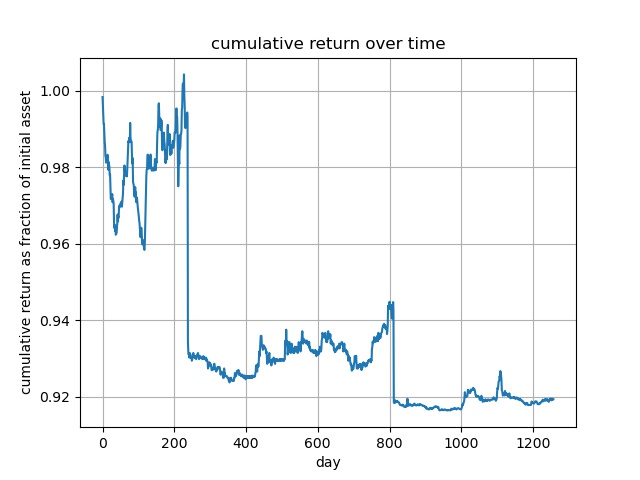 cumulative return over time
cumulative return as fraction of initial asset
1.00
0.98
0.96
0.94
0.92
0 200 400 600 800 1000 1200
day